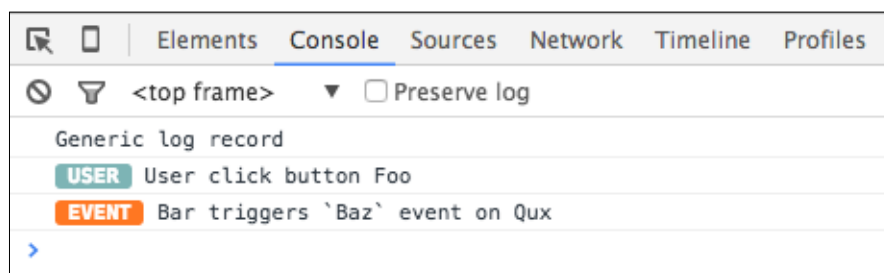 Elements Console Sources Network Timeline Profiles
<top frame> ▼ Preserve log
Generic log record
USER User click button Foo
EVENT Bar triggers `Baz` event on Qux
>